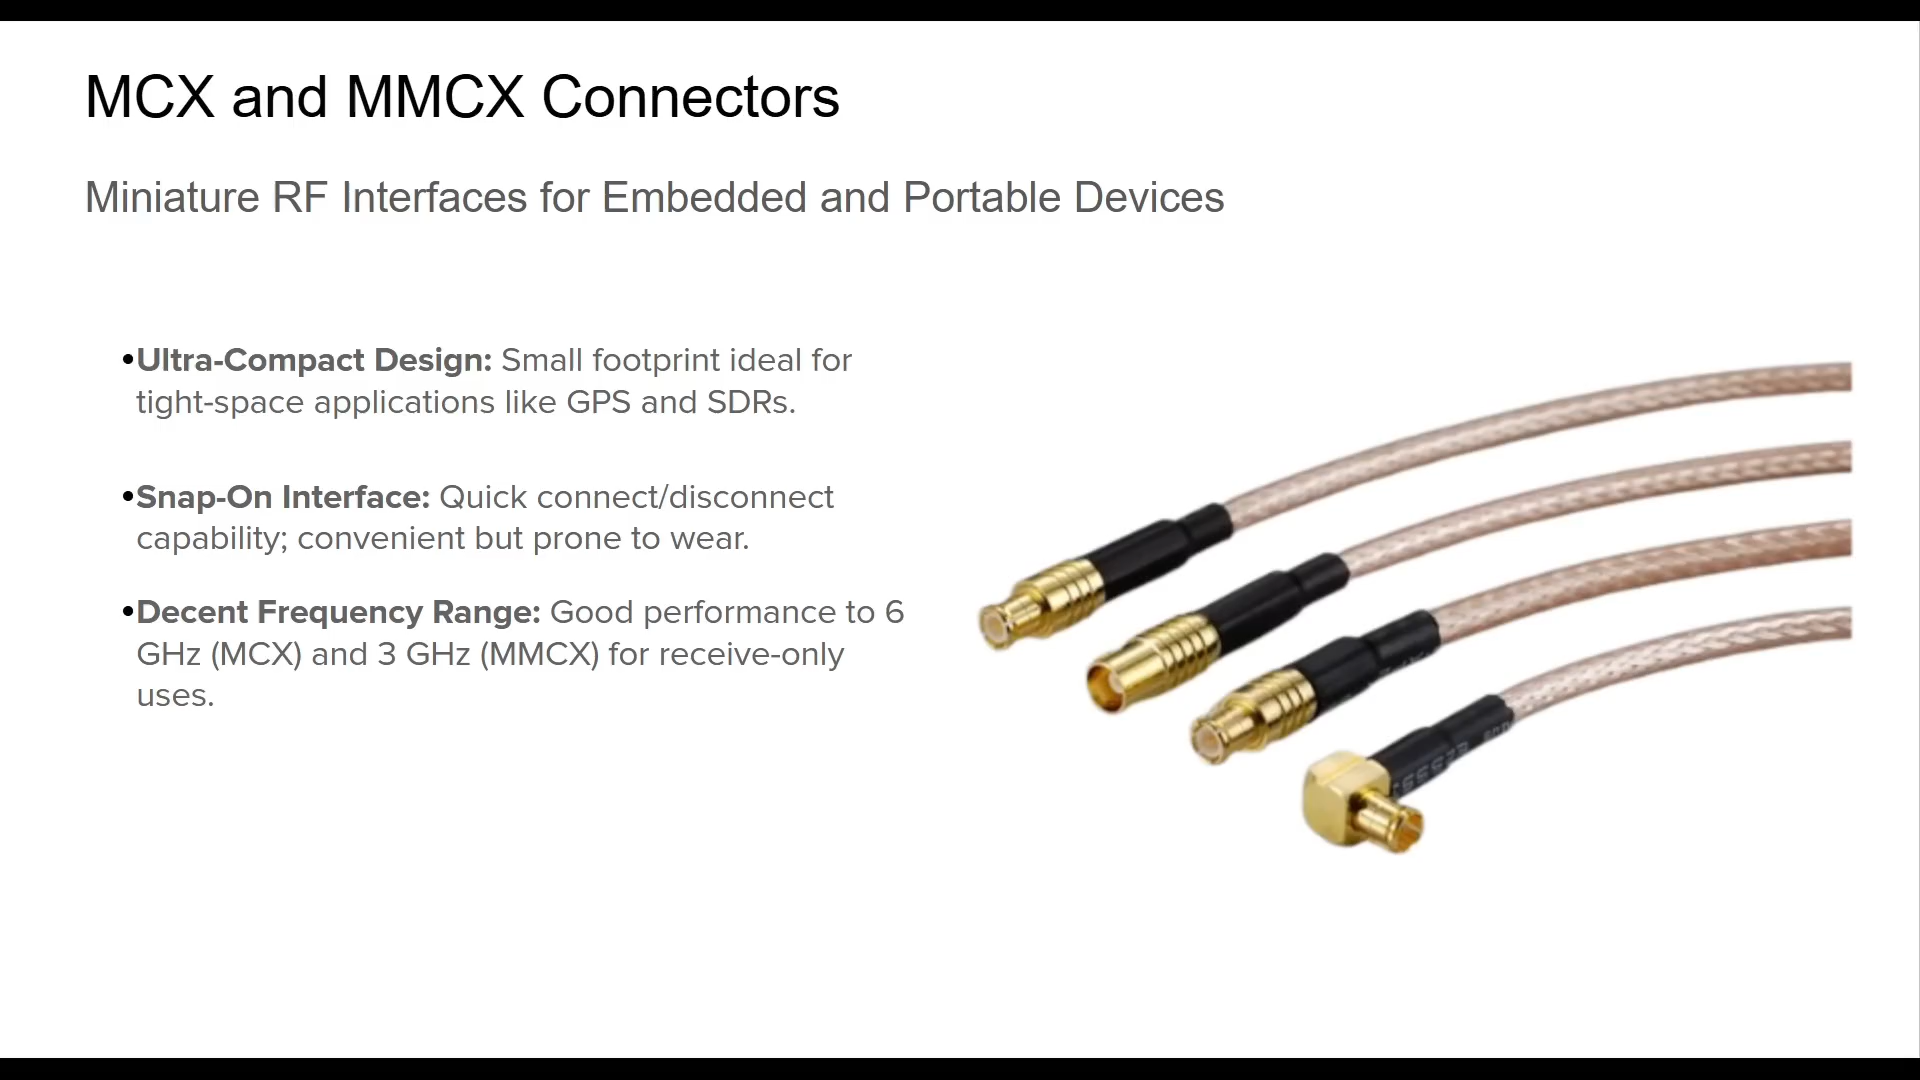 MCX and MMCX Connectors
Miniature RF Interfaces for Embedded and Portable Devices
•Ultra-Compact Design: Small footprint ideal for
tight-space applications like GPS and SDRs.
•Snap-On Interface: Quick connect/disconnect
capability; convenient but prone to wear.
•Decent Frequency Range: Good performance to 6
GHz (MCX) and 3 GHz (MMCX) for receive-only
uses.